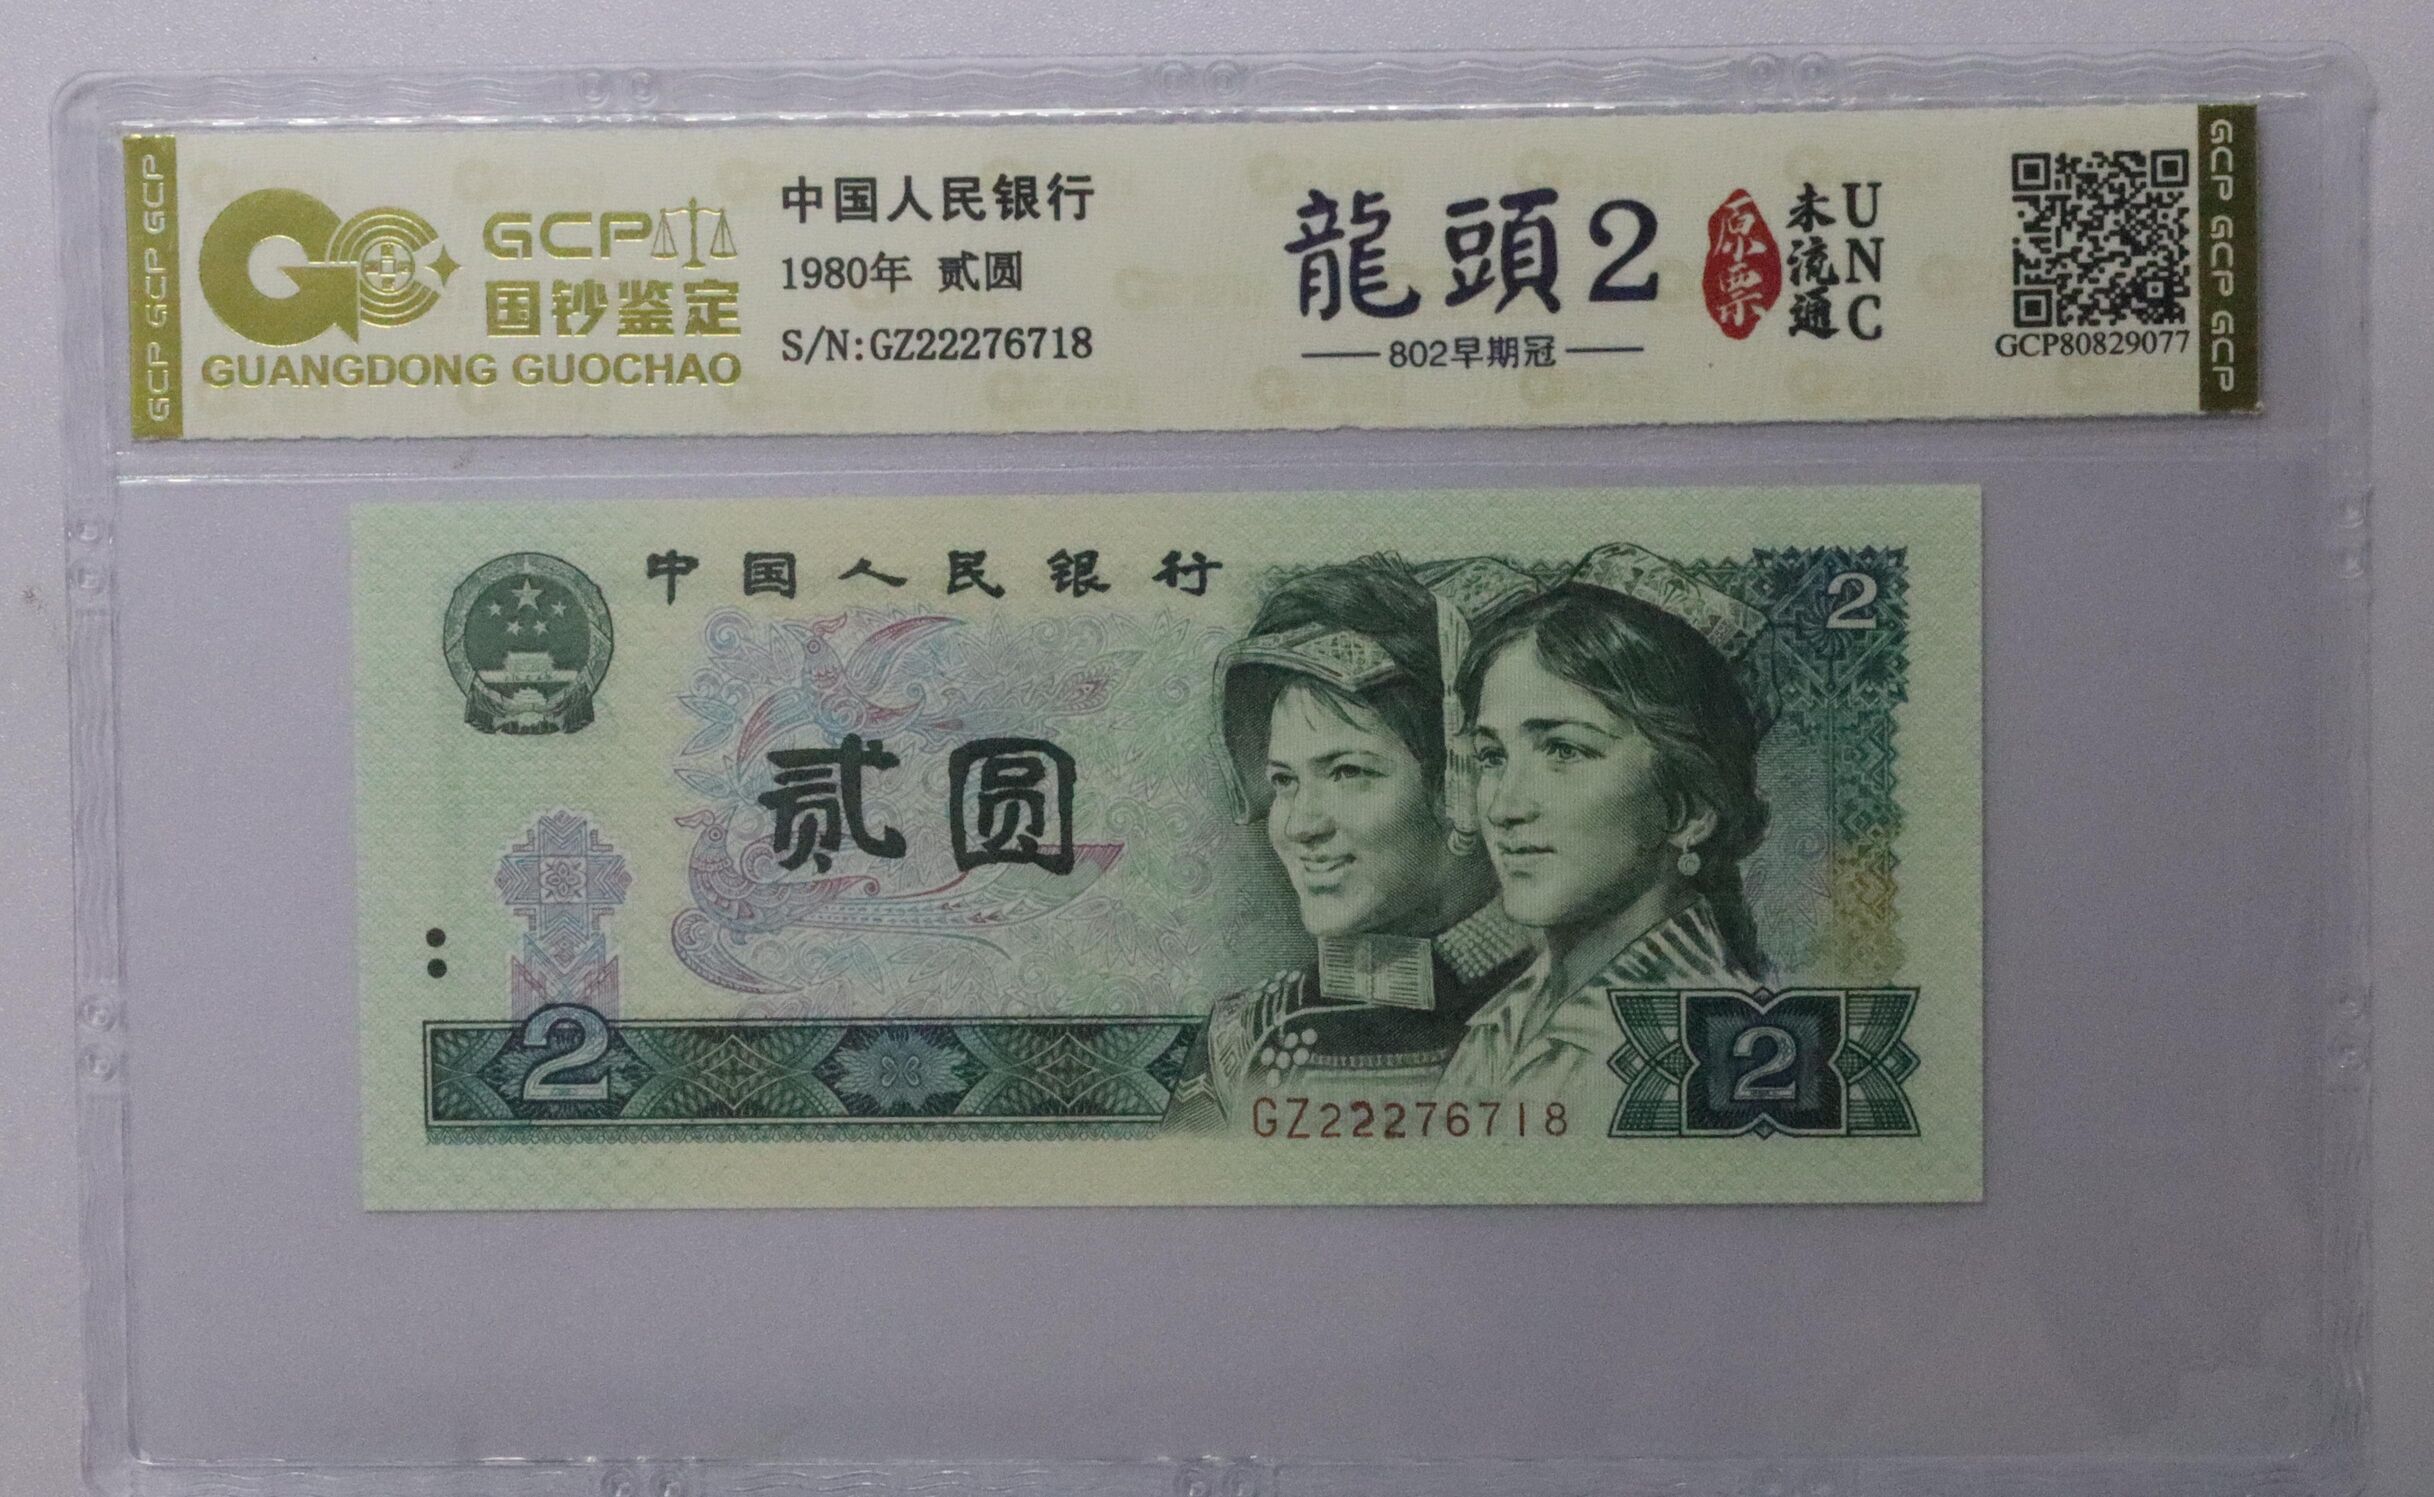 GCP GCP GCP
GCP
国钞鉴定
GUANGDONG GUOCHAO
中国人民银行
1980年 贰圆
S/N:GZ22276718
龍頭2
802早期冠
原票
未流通
UNC
GCP80829077
GCP GCP GCP
中国人民银行
2
贰圆
2
2
GZ22276718